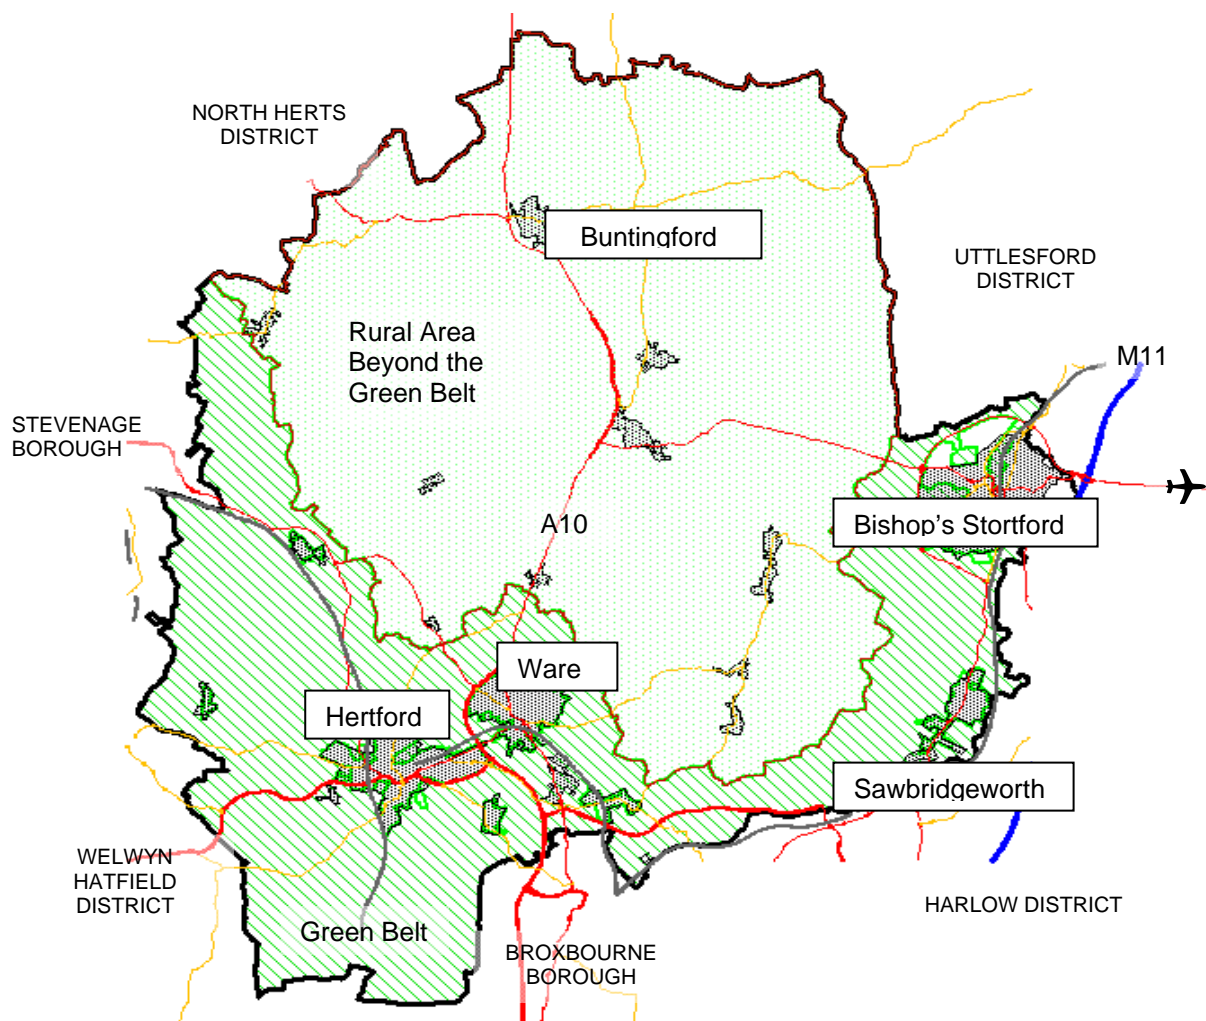 NORTH HERTS
DISTRICT
Buntingford
UTTLESFORD
DISTRICT
Rural Area
Beyond the
Green Belt
M11
STEVENAGE
BOROUGH
A10
Bishop's Stortford
Ware
Hertford
Sawbridgeworth
WELWYN
HATFIELD
DISTRICT
HARLOW DISTRICT
Green Belt
BROXBOURNE
BOROUGH